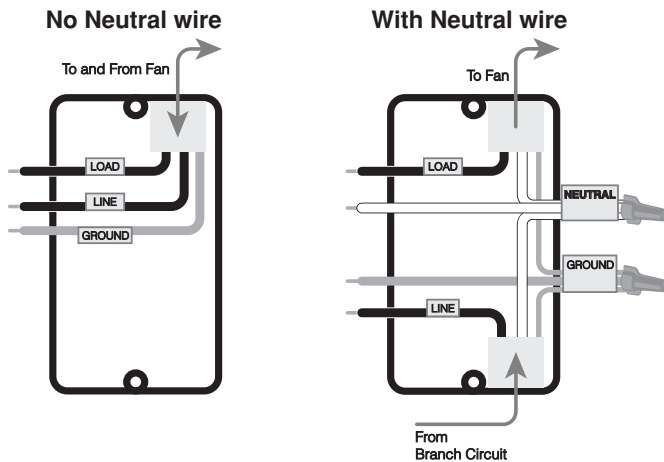 No Neutral wire
To and From Fan
LOAD
LINE
GROUND
With Neutral wire
To Fan
LOAD
NEUTRAL
GROUND
LINE
From
Branch Circuit